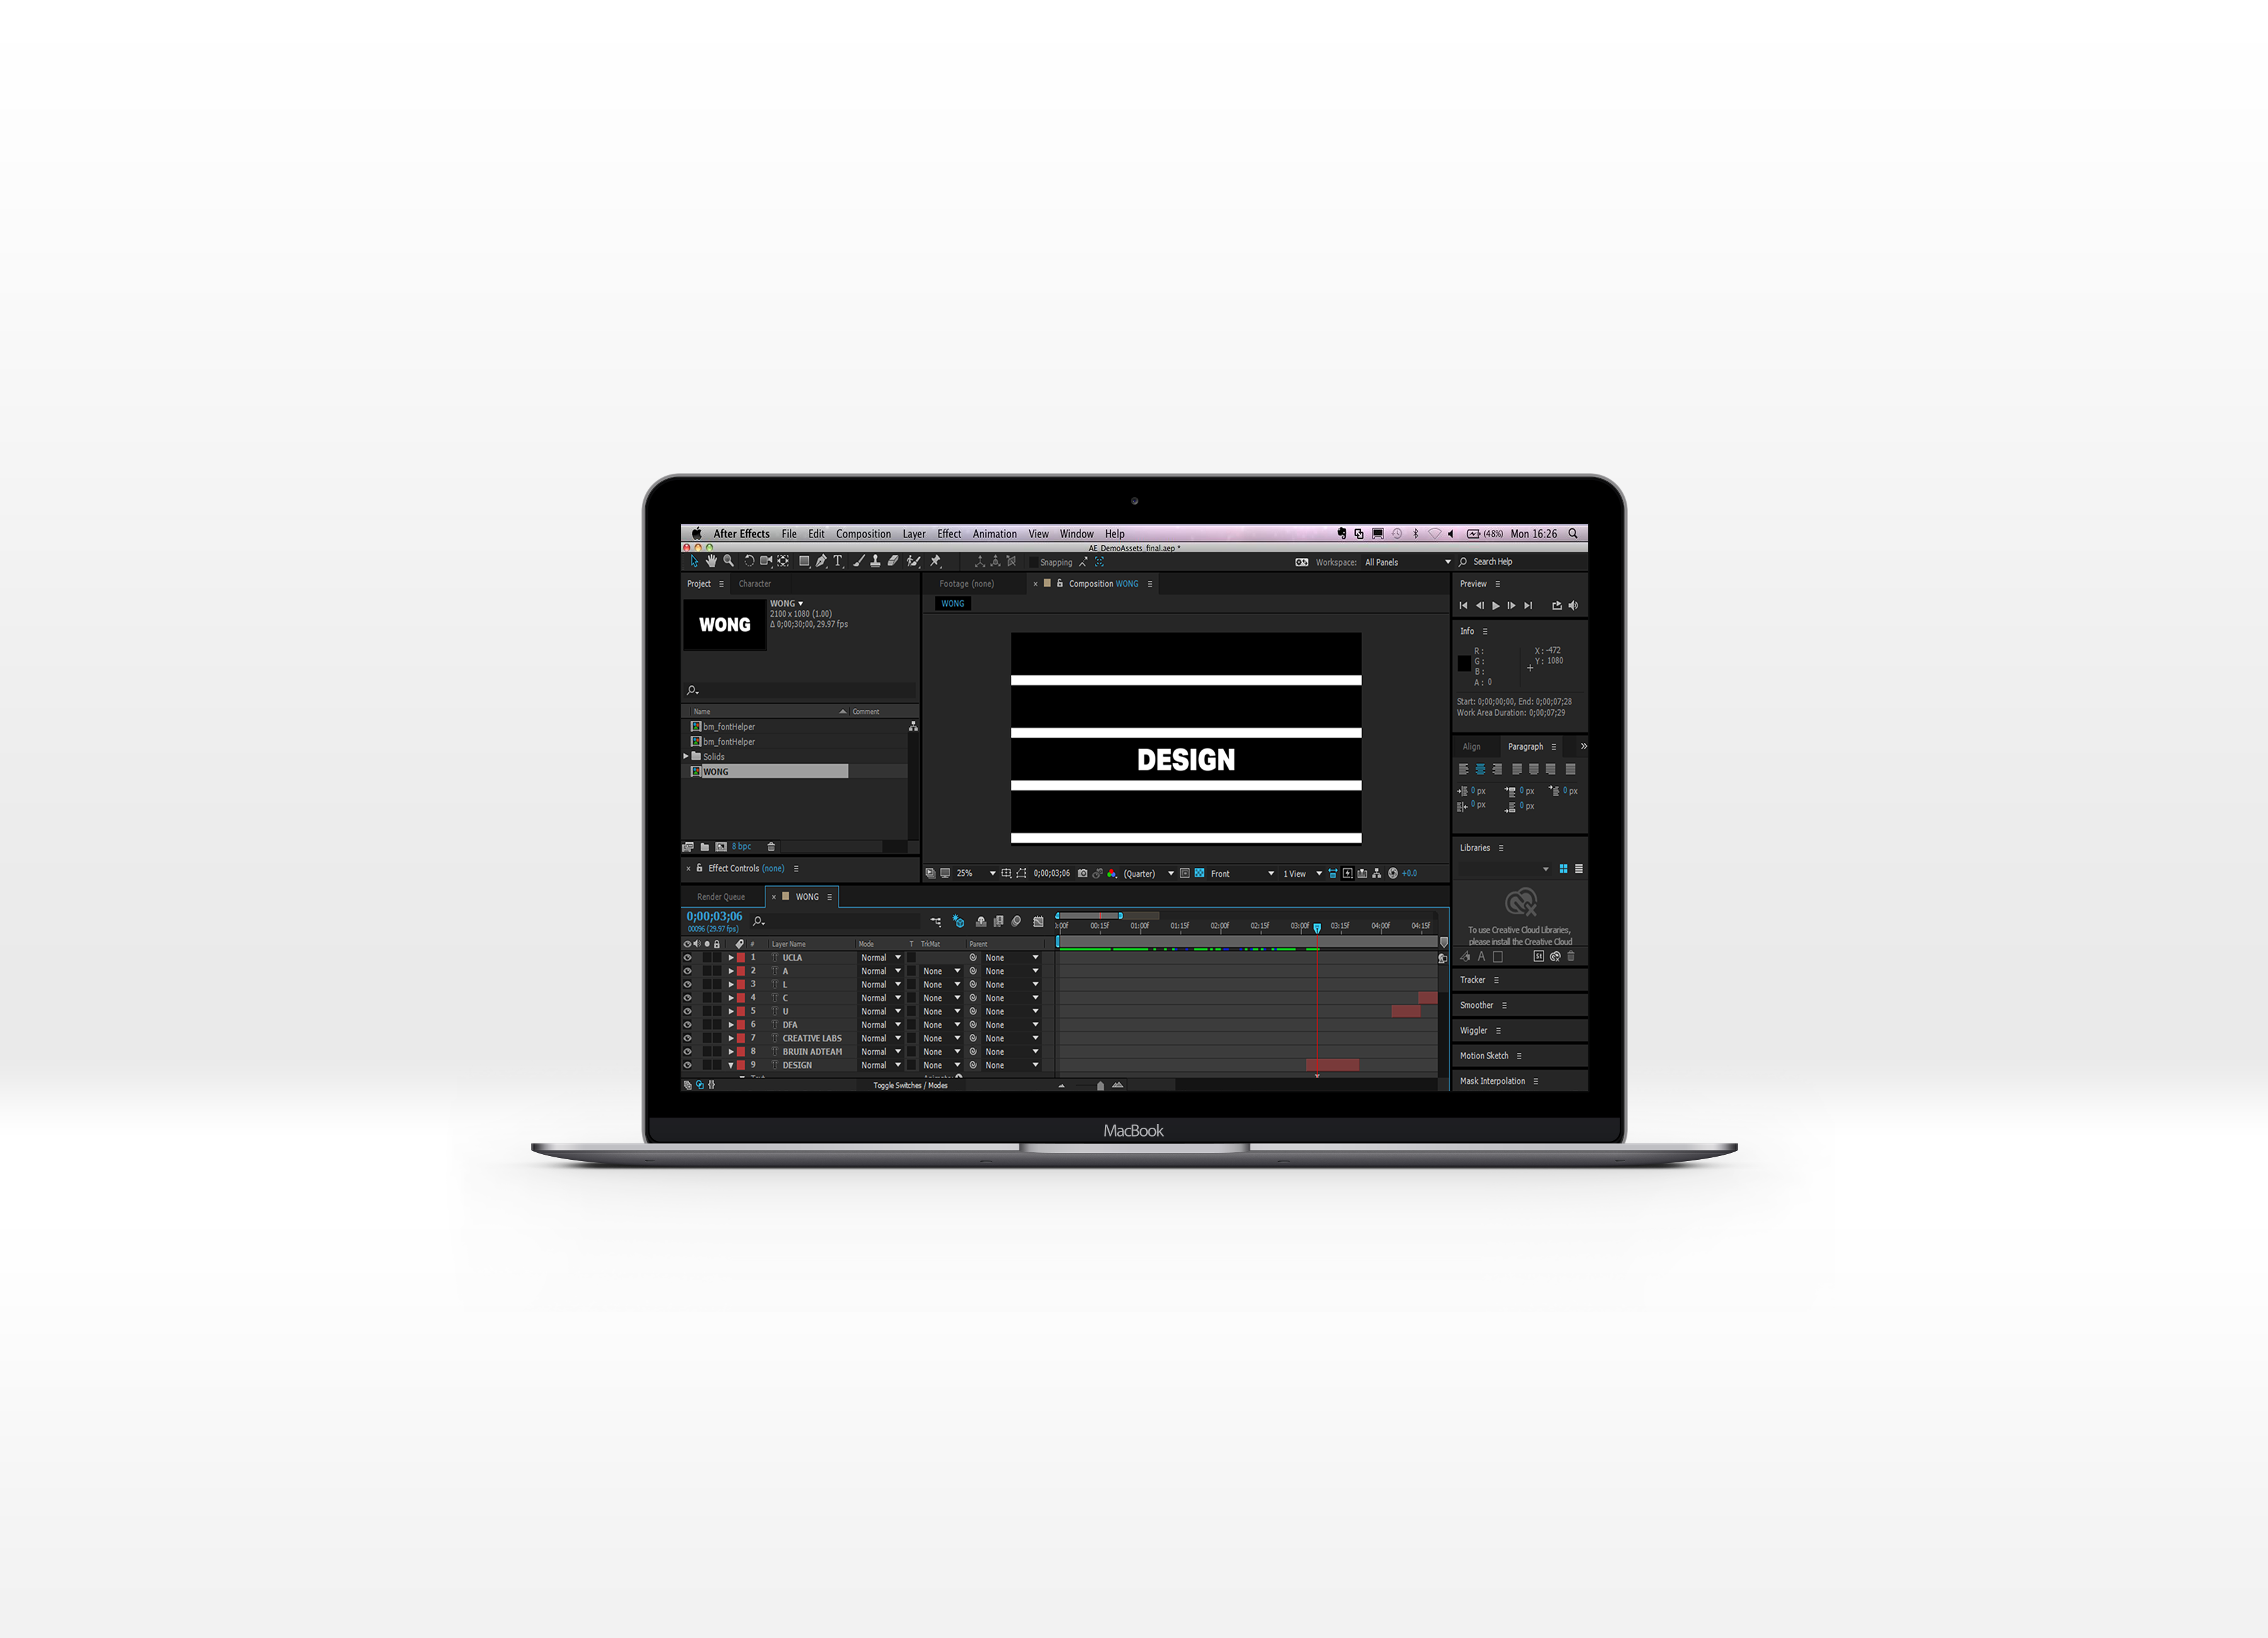 After Effects File Edit Composition Layer Effect Animation View Window Help (48%) Mon 16:26
AE_DemoAssets_final.aep *
Snapping Workspace: All Panels Search Help
Project Character
WONG
WONG
2100 x 1080 (1.00)
Δ 0;00;30;00, 29.97 fps
Name Comment
bm_fontHelper
bm_fontHelper
Solids
WONG
8 bpc
Effect Controls (none)
Footage (none) Composition WONG
WONG
DESIGN
25% 0;00;03;06 (Quarter) Front 1 View +0.0
Preview
Info
R: X: -472
G: Y: 1080
B:
A: 0
Start: 0;00;00;00, End: 0;00;07;28
Work Area Duration: 0;00;07;29
Align Paragraph
0 px 0 px 0 px
0 px 0 px
Libraries
To use Creative Cloud Libraries,
please install the Creative Cloud
Tracker
Smoother
Wiggler
Motion Sketch
Mask Interpolation
Render Queue WONG
0;00;03;06
00096 (29.97 fps)
:00f 00:15f 01:00f 01:15f 02:00f 02:15f 03:00f 03:15f 04:00f 04:15f
# Layer Name Mode T TrkMat Parent
1 T UCLA Normal None
2 T A Normal None None
3 T L Normal None None
4 T C Normal None None
5 T U Normal None None
6 T DFA Normal None None
7 T CREATIVE LABS Normal None None
8 T BRUIN ADTEAM Normal None None
9 T DESIGN Normal None None
Toggle Switches / Modes
MacBook